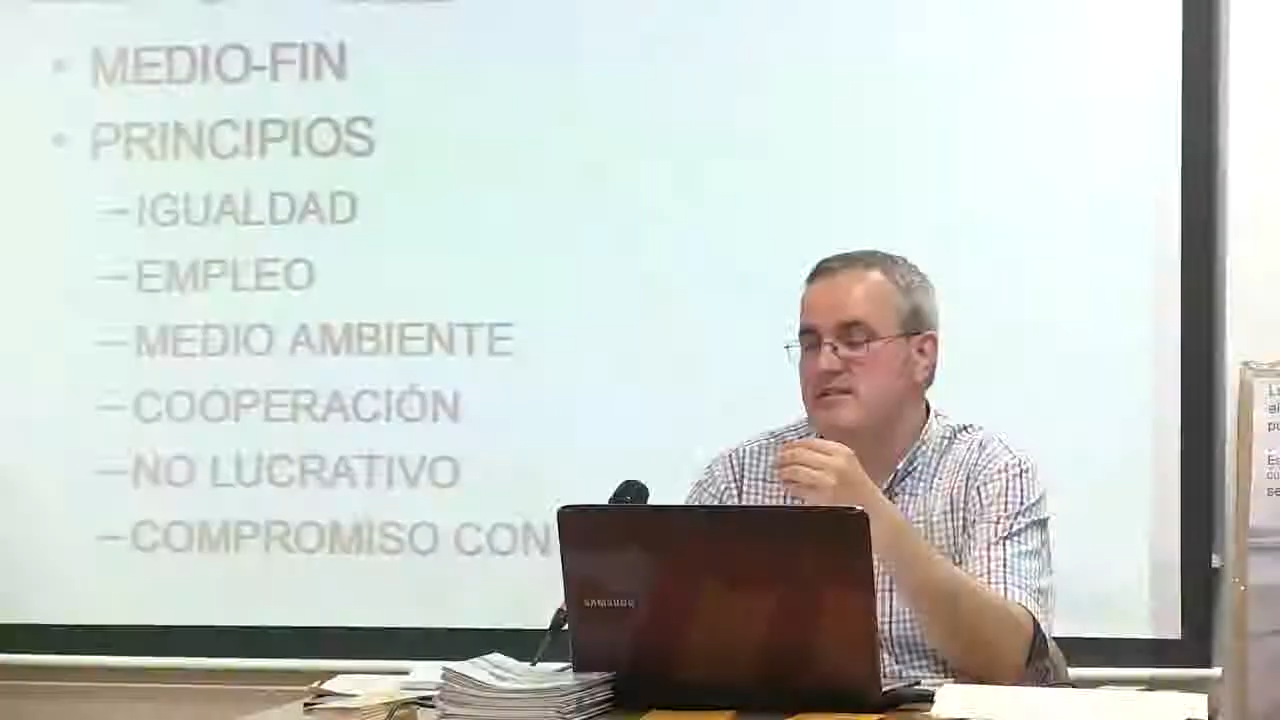 • MEDIO-FIN
• PRINCIPIOS
– IGUALDAD
– EMPLEO
– MEDIO AMBIENTE
– COOPERACIÓN
– NO LUCRATIVO
– COMPROMISO CON
SAMSUNG